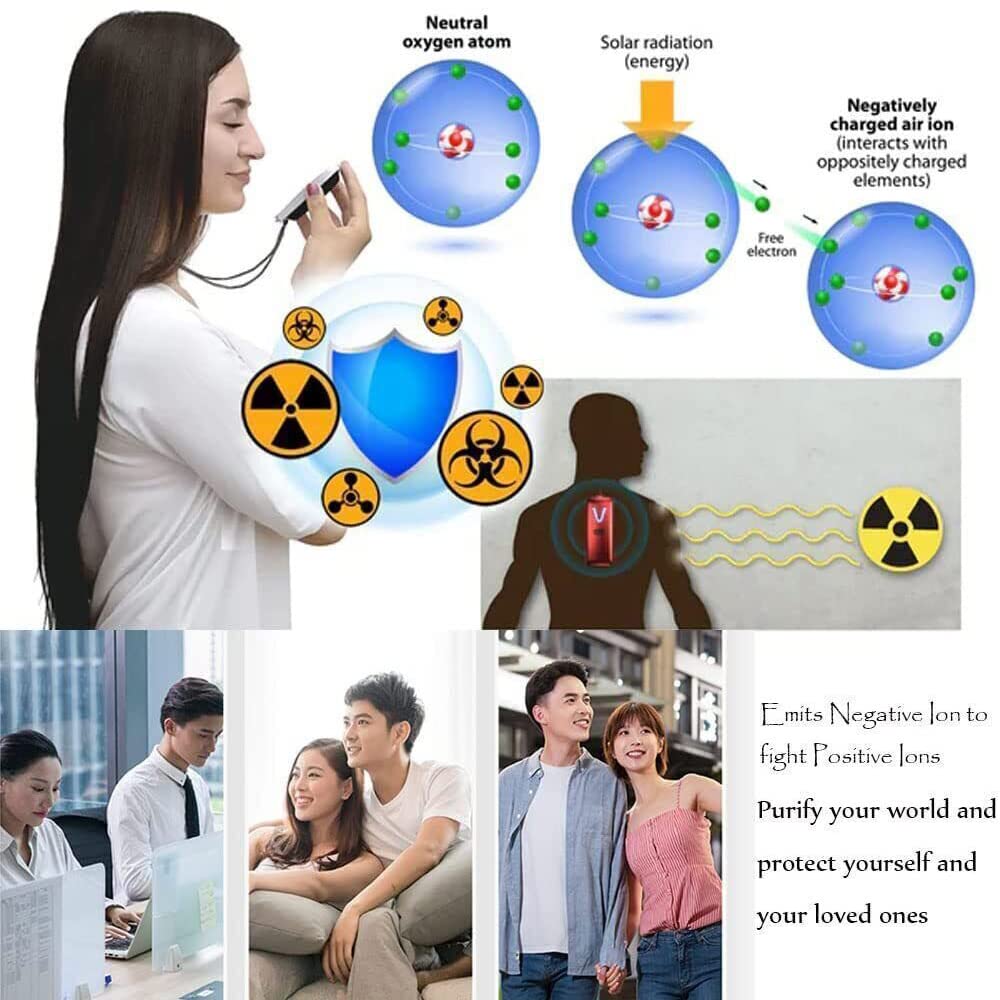 Neutral
oxygen atom
Solar radiation
(energy)
Negatively
charged air ion
(interacts with
oppositely charged
elements)
Free
electron
V
Emits Negative Ion to
fight Positive Ions
Purify your world and
protect yourself and
your loved ones